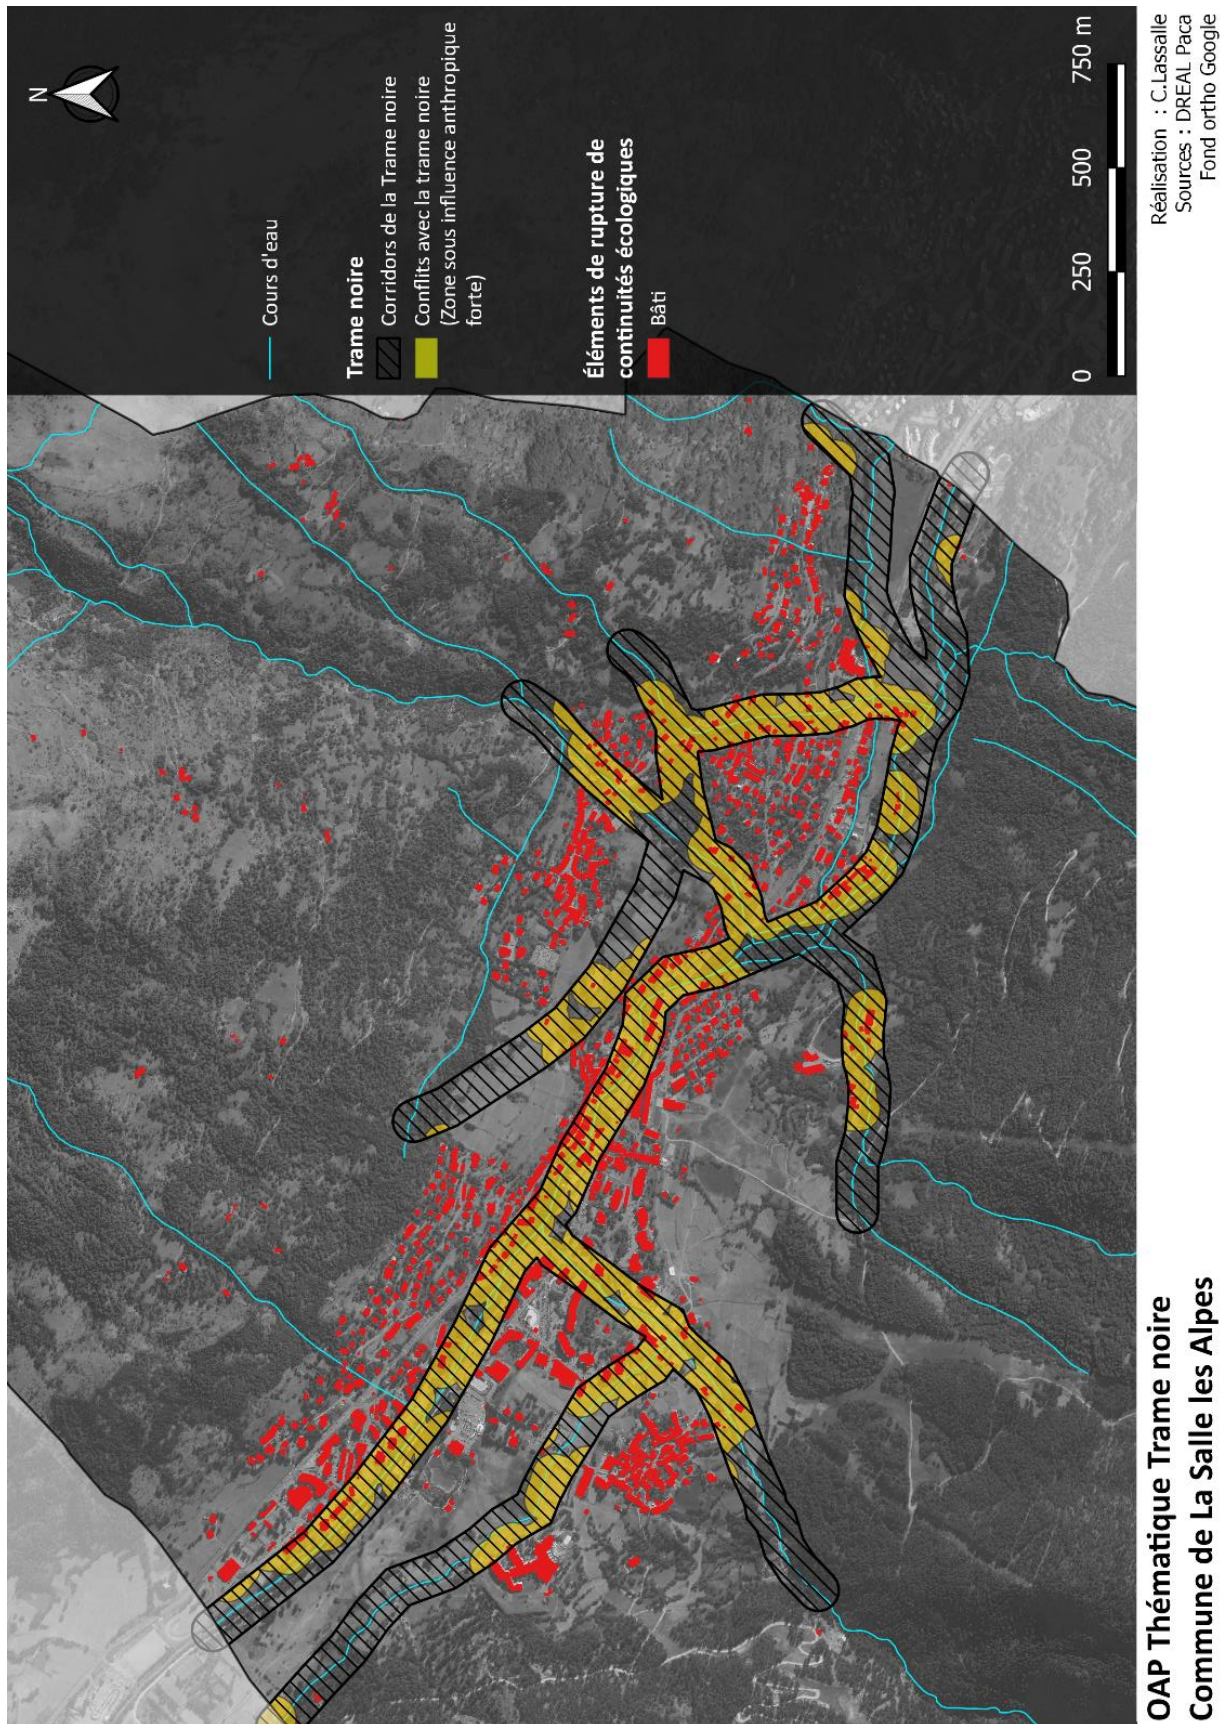 OAP Thématique Trame noire
Commune de La Salle les Alpes
N
Cours d'eau
Trame noire
Corridors de la Trame noire
Conflits avec la trame noire
(Zone sous influence anthropique
forte)
Éléments de rupture de
continuités écologiques
Bâti
0 250 500 750 m
Réalisation : C.Lassalle
Sources : DREAL Paca
Fond ortho Google